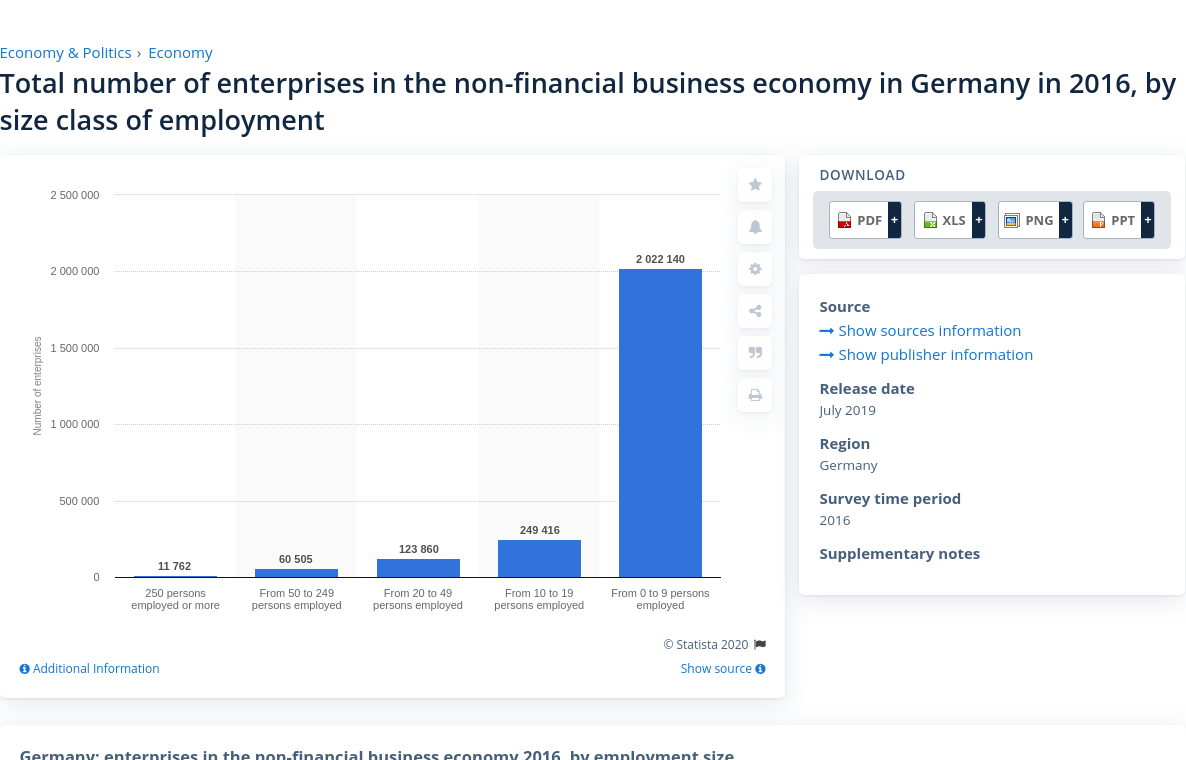 Economy & Politics › Economy
Total number of enterprises in the non-financial business economy in Germany in 2016, by
size class of employment
2 500 000
2 000 000
1 500 000
1 000 000
500 000
0
Number of enterprises
11 762
60 505
123 860
249 416
2 022 140
250 persons
employed or more
From 50 to 249
persons employed
From 20 to 49
persons employed
From 10 to 19
persons employed
From 0 to 9 persons
employed
© Statista 2020
Additional Information
Show source
DOWNLOAD
PDF + XLS + PNG + PPT +
Source
Show sources information
Show publisher information
Release date
July 2019
Region
Germany
Survey time period
2016
Supplementary notes
Germany: enterprises in the non-financial business economy 2016, by employment size